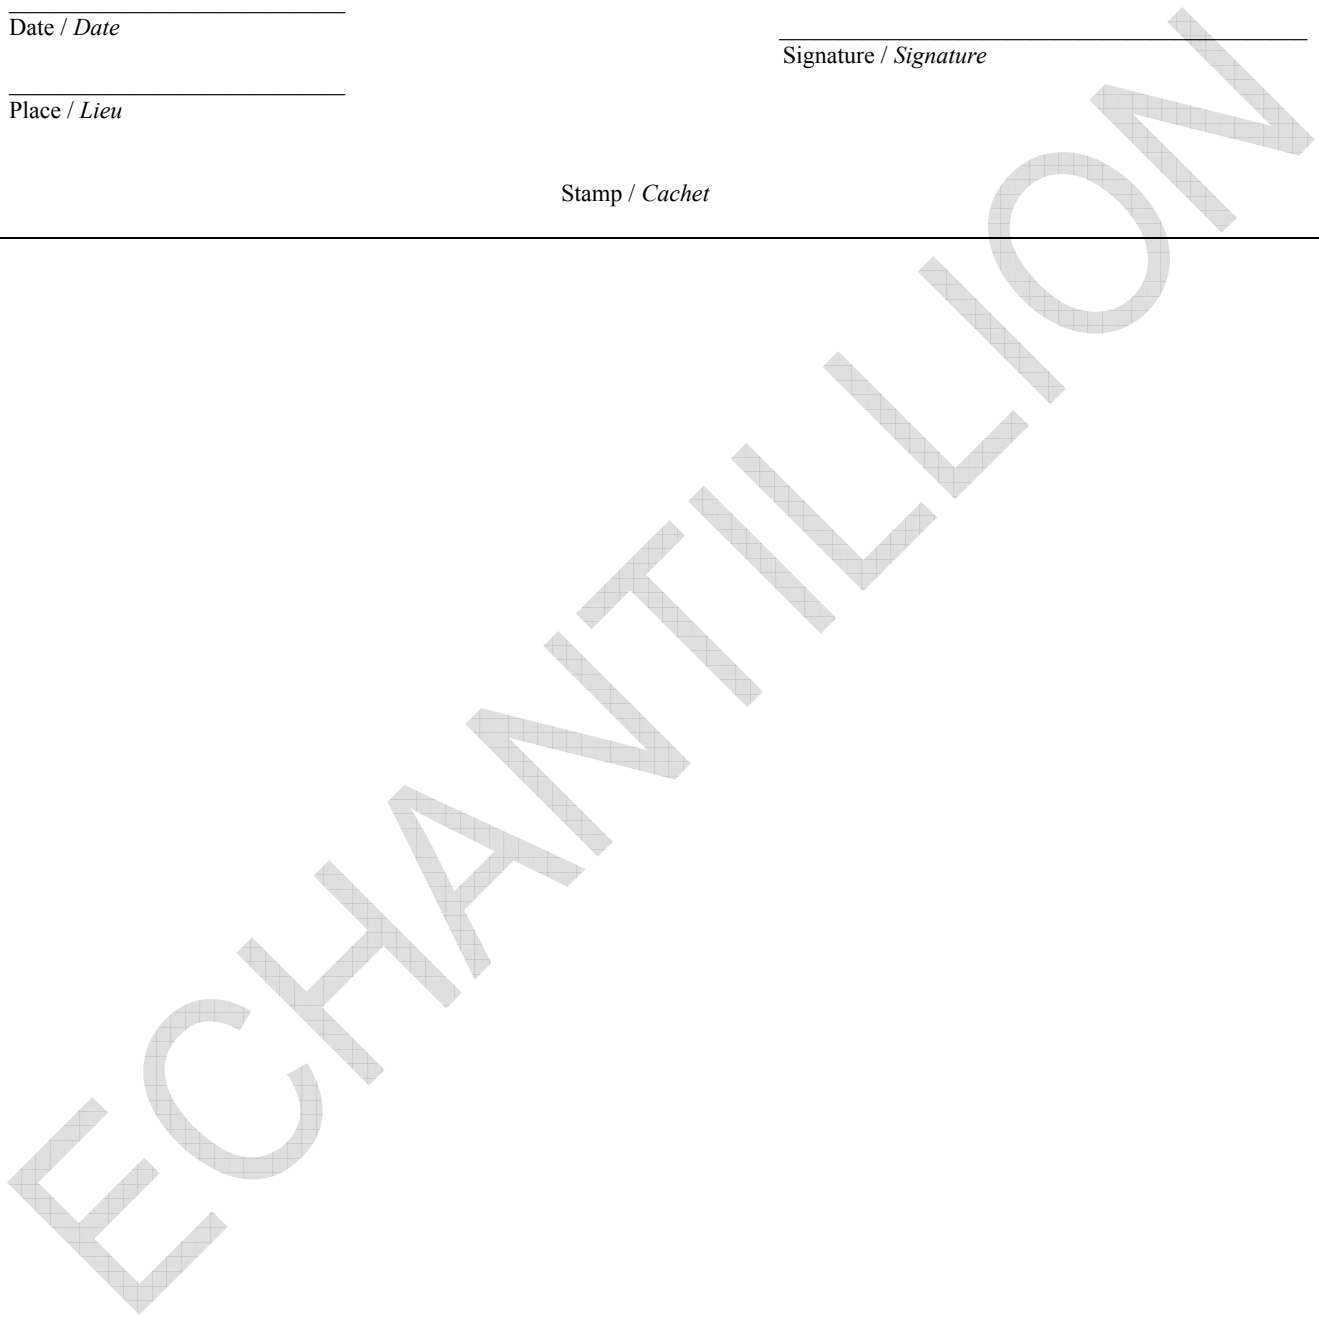 Date / Date
Signature / Signature
Place / Lieu
Stamp / Cachet
ECHANTILLION